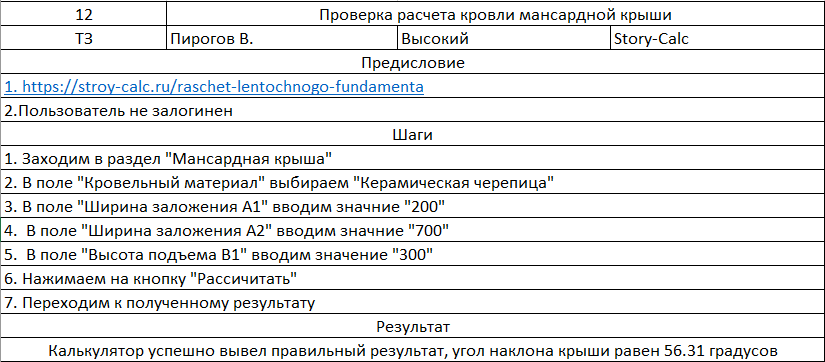 12 Проверка расчета кровли мансардной крыши
ТЗ Пирогов В. Высокий Story-Calc
Предисловие
1. https://stroy-calc.ru/raschet-lentochnogo-fundamenta
2.Пользователь не залогинен
Шаги
1. Заходим в раздел "Мансардная крыша"
2. В поле "Кровельный материал" выбираем "Керамическая черепица"
3. В поле "Ширина заложения А1" вводим значние "200"
4. В поле "Ширина заложения А2" вводим значние "700"
5. В поле "Высота подъема В1" вводим значение "300"
6. Нажимаем на кнопку "Рассичитать"
7. Переходим к полученному результату
Результат
Калькулятор успешно вывел правильный результат, угол наклона крыши равен 56.31 градусов